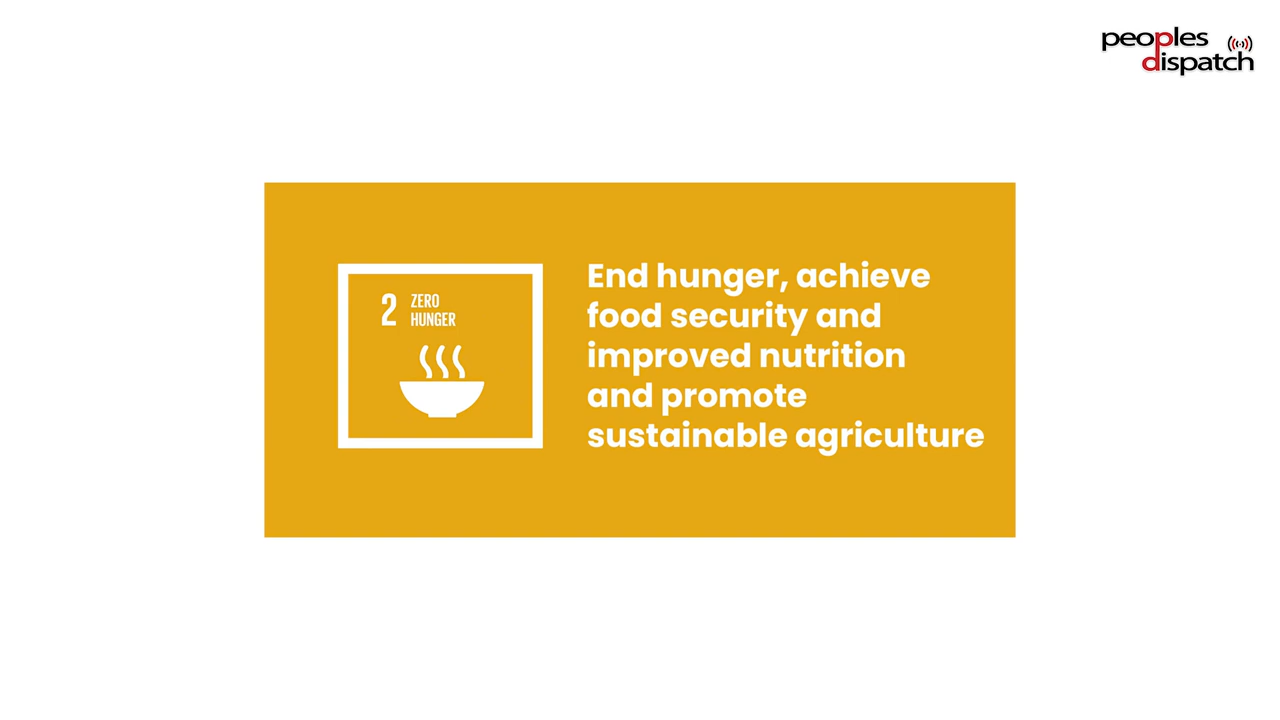 peoples
dispatch
2 ZERO
HUNGER
End hunger, achieve
food security and
improved nutrition
and promote
sustainable agriculture